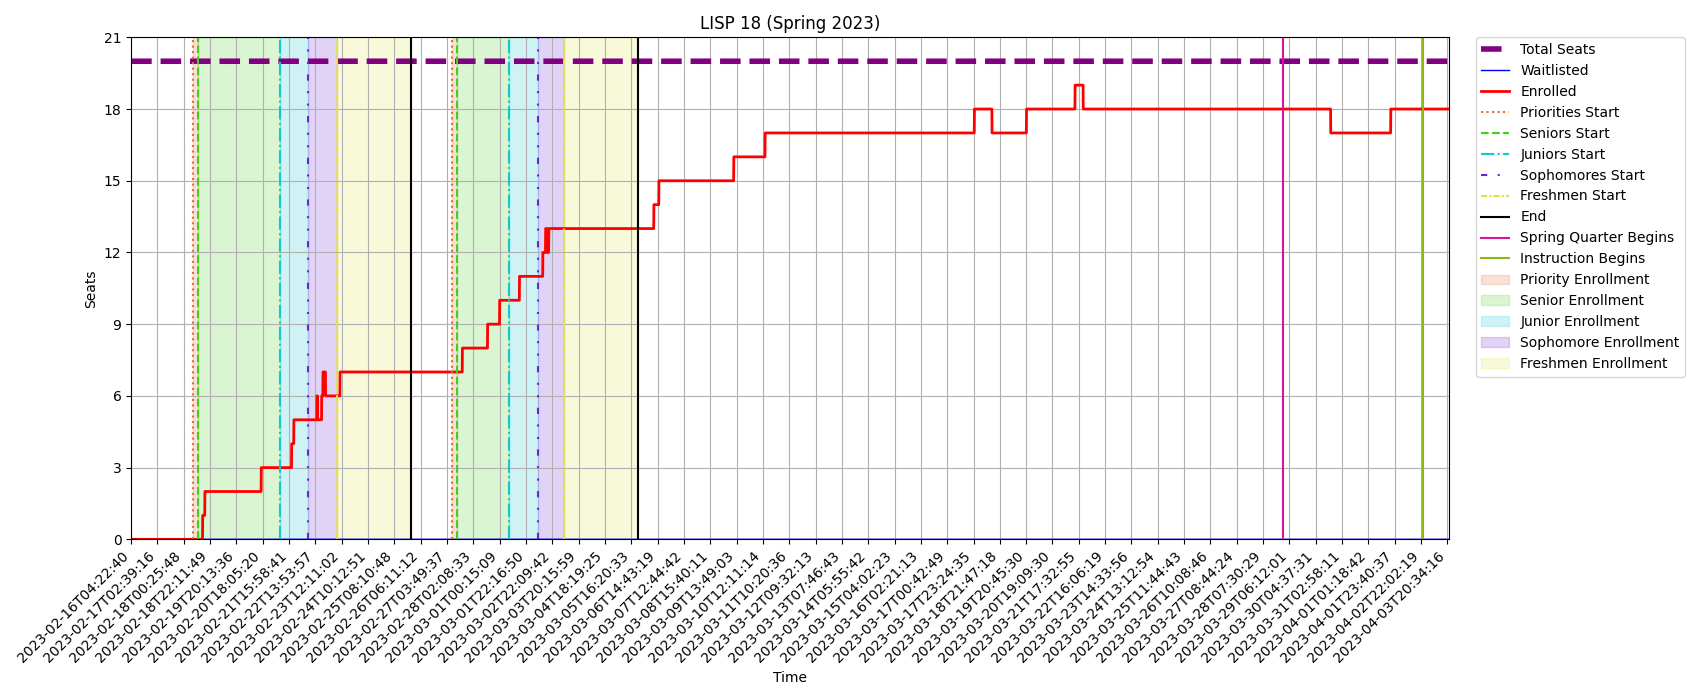 LISP 18 (Spring 2023)
21
18
15
12
9
6
3
0
Seats
2023-02-16T04:22:40
2023-02-17T02:39:16
2023-02-18T00:25:48
2023-02-18T22:11:49
2023-02-19T20:13:36
2023-02-20T18:05:20
2023-02-21T15:58:41
2023-02-22T13:53:57
2023-02-23T12:11:02
2023-02-24T10:12:51
2023-02-25T08:10:48
2023-02-26T06:11:12
2023-02-27T03:49:37
2023-02-28T02:08:33
2023-03-01T00:15:09
2023-03-01T22:16:50
2023-03-02T22:09:42
2023-03-03T20:15:59
2023-03-04T18:19:25
2023-03-05T16:20:33
2023-03-06T14:43:19
2023-03-07T12:44:42
2023-03-08T15:40:11
2023-03-09T13:49:03
2023-03-10T12:11:14
2023-03-11T10:20:36
2023-03-12T09:32:13
2023-03-13T07:46:43
2023-03-14T05:55:42
2023-03-15T04:02:23
2023-03-16T02:21:13
2023-03-17T00:42:49
2023-03-17T23:24:35
2023-03-18T21:47:18
2023-03-19T20:45:30
2023-03-20T19:09:30
2023-03-21T17:32:55
2023-03-22T16:06:19
2023-03-23T14:33:56
2023-03-24T13:12:54
2023-03-25T11:44:43
2023-03-26T10:08:46
2023-03-27T08:44:24
2023-03-28T07:30:29
2023-03-29T06:12:01
2023-03-30T04:37:31
2023-03-31T02:58:11
2023-04-01T01:18:42
2023-04-01T23:40:37
2023-04-02T22:02:19
2023-04-03T20:34:16
Time
Total Seats
Waitlisted
Enrolled
Priorities Start
Seniors Start
Juniors Start
Sophomores Start
Freshmen Start
End
Spring Quarter Begins
Instruction Begins
Priority Enrollment
Senior Enrollment
Junior Enrollment
Sophomore Enrollment
Freshmen Enrollment